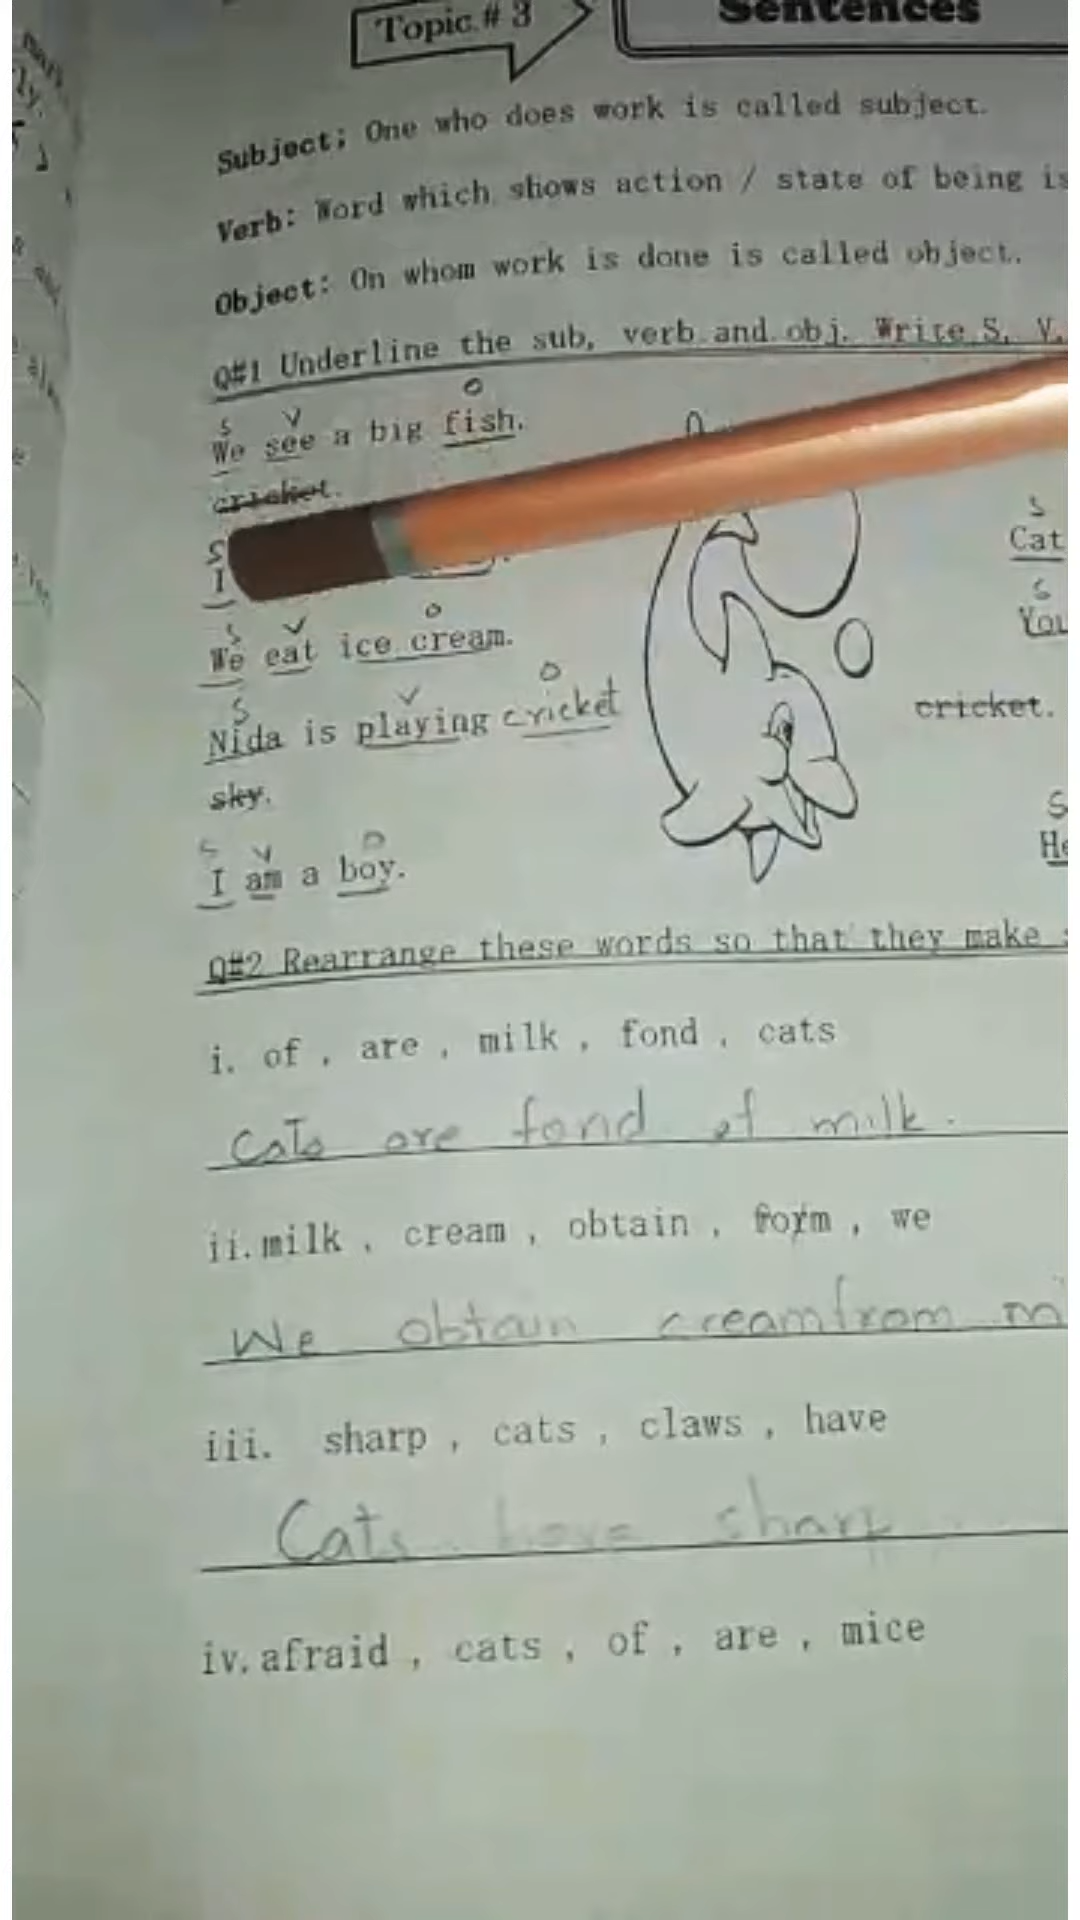 Topic # 3
Sentences
Subject; One who does work is called subject.
Verb: Word which shows action / state of being is
Object: On whom work is done is called object.
Q#1 Underline the sub, verb and obj. Write S, V,
S V O
We see a big fish.
cricket.
S
I
S
Cat
S V O
We eat ice cream.
S
You
S V O
Nida is playing cricket
cricket.
sky.
S V O
I am a boy.
S
He
Q#2 Rearrange these words so that they make
i. of , are , milk , fond , cats
Cats are fond of milk.
ii. milk , cream , obtain , form , we
We obtain cream from mi
iii. sharp , cats , claws , have
Cats have sharp
iv. afraid , cats , of , are , mice